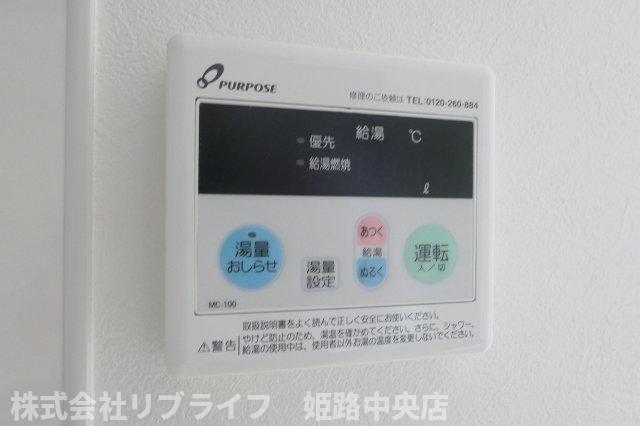 PURPOSE
修理のご依頼は TEL:0120-260-884
給湯 ℃
優先
給湯燃焼
ℓ
湯量
おしらせ
湯量
設定
あつく
給湯
ぬるく
運転
入/切
MC-100
⚠警告
取扱説明書をよく読んで正しく安全にお使いください。
やけど防止のため、湯温を確かめてください。さらに、シャワー、
給湯の使用中は、使用者以外お湯の温度を変更しないでください。
株式会社リブライフ 姫路中央店